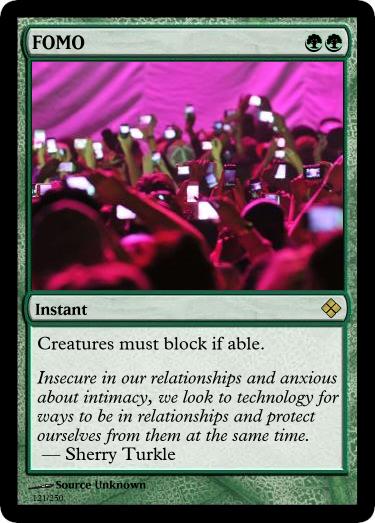 FOMO
Instant
Creatures must block if able.
Insecure in our relationships and anxious
about intimacy, we look to technology for
ways to be in relationships and protect
ourselves from them at the same time.
— Sherry Turkle
Source Unknown
121/250